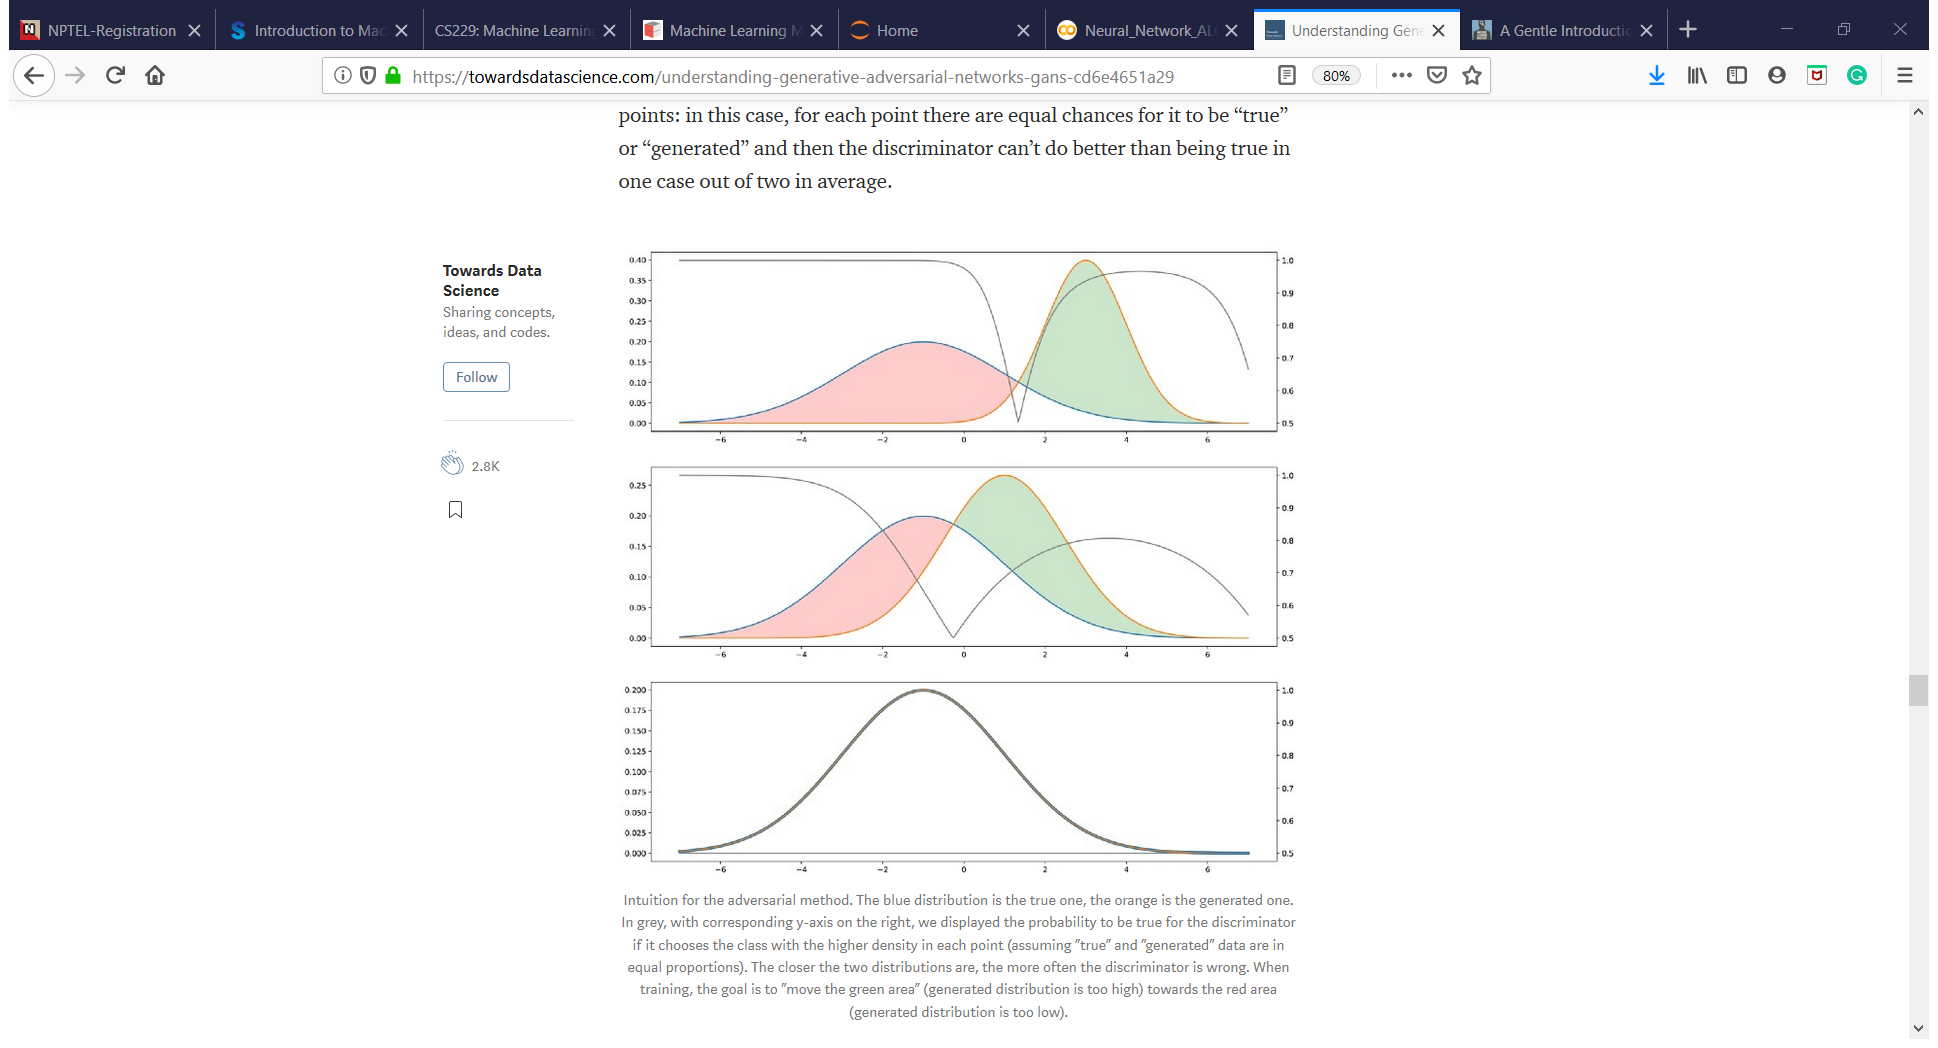 NPTEL-Registration
Introduction to Mac
CS229: Machine Learnin
Machine Learning M
Home
Neural_Network_AL
Understanding Gene
A Gentle Introductio
https://towardsdatascience.com/understanding-generative-adversarial-networks-gans-cd6e4651a29
80%
points: in this case, for each point there are equal chances for it to be “true”
or “generated” and then the discriminator can’t do better than being true in
one case out of two in average.
Towards Data
Science
Sharing concepts,
ideas, and codes.
Follow
2.8K
0.40
0.35
0.30
0.25
0.20
0.15
0.10
0.05
0.00
1.0
0.9
0.8
0.7
0.6
0.5
−6 −4 −2 0 2 4 6
0.25
0.20
0.15
0.10
0.05
0.00
1.0
0.9
0.8
0.7
0.6
0.5
−6 −4 −2 0 2 4 6
0.200
0.175
0.150
0.125
0.100
0.075
0.050
0.025
0.000
1.0
0.9
0.8
0.7
0.6
0.5
−6 −4 −2 0 2 4 6
Intuition for the adversarial method. The blue distribution is the true one, the orange is the generated one.
In grey, with corresponding y-axis on the right, we displayed the probability to be true for the discriminator
if it chooses the class with the higher density in each point (assuming ”true” and ”generated” data are in
equal proportions). The closer the two distributions are, the more often the discriminator is wrong. When
training, the goal is to ”move the green area” (generated distribution is too high) towards the red area
(generated distribution is too low).